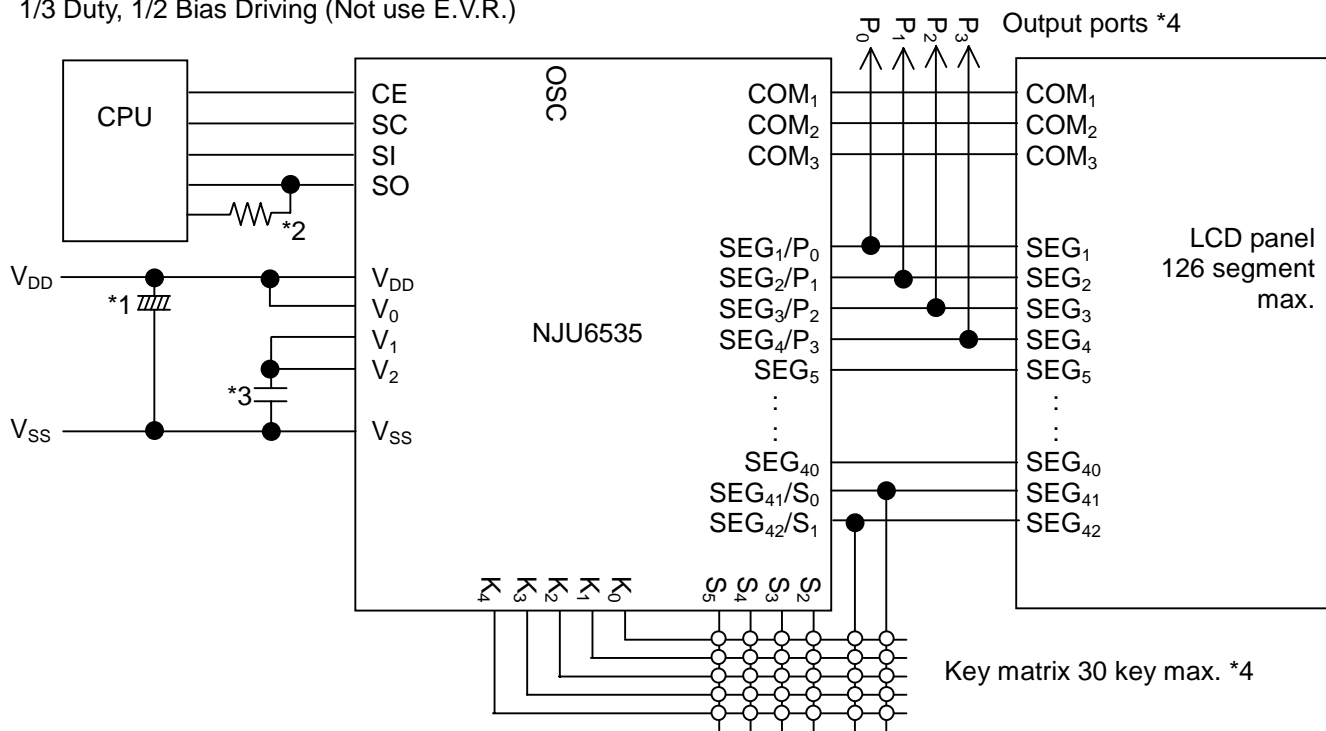 1/3 Duty, 1/2 Bias Driving (Not use E.V.R.)
P0 P1 P2 P3 Output ports *4
CPU
CE
SC
SI
SO
*2
OSC
COM1
COM2
COM3
COM1
COM2
COM3
VDD
*1
VDD
V0
V1
V2
*3
VSS
VSS
NJU6535
SEG1/P0
SEG2/P1
SEG3/P2
SEG4/P3
SEG5
:
:
SEG40
SEG41/S0
SEG42/S1
SEG1
SEG2
SEG3
SEG4
SEG5
:
:
SEG40
SEG41
SEG42
LCD panel
126 segment
max.
K4 K3 K2 K1 K0
S5 S4 S3 S2
Key matrix 30 key max. *4